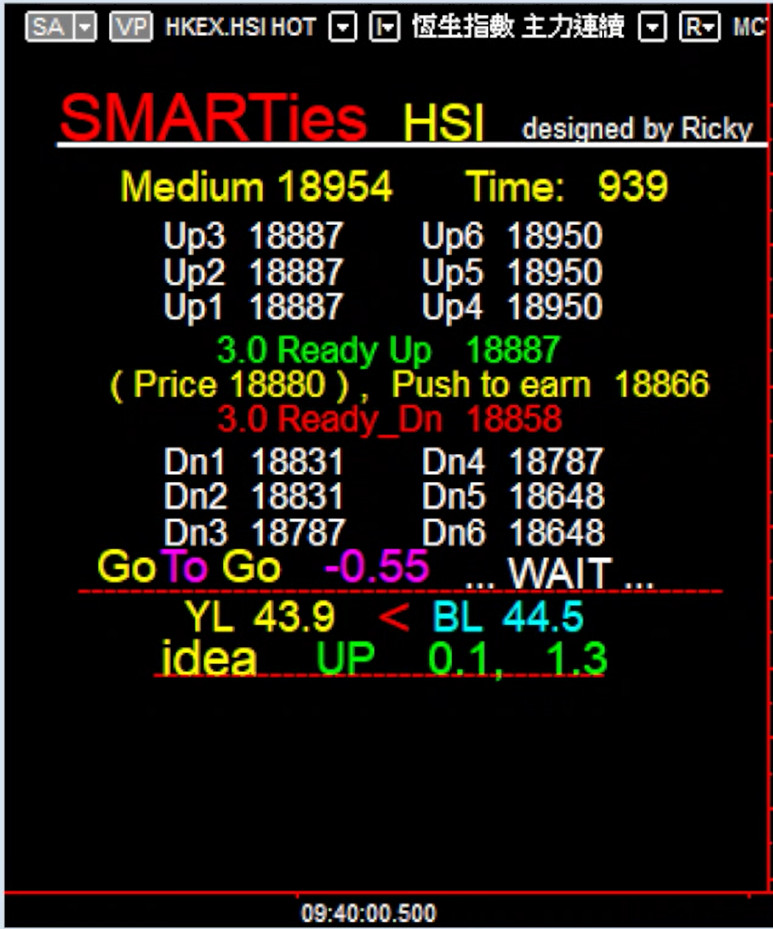 SA VP HKEX.HSI HOT I 恆生指數 主力連續 R MC
SMARTies HSI designed by Ricky
Medium 18954 Time: 939
Up3 18887 Up6 18950
Up2 18887 Up5 18950
Up1 18887 Up4 18950
3.0 Ready Up 18887
( Price 18880 ) , Push to earn 18866
3.0 Ready_Dn 18858
Dn1 18831 Dn4 18787
Dn2 18831 Dn5 18648
Dn3 18787 Dn6 18648
GoTo Go -0.55 ... WAIT ...
YL 43.9 < BL 44.5
idea UP 0.1, 1.3
09:40:00.500